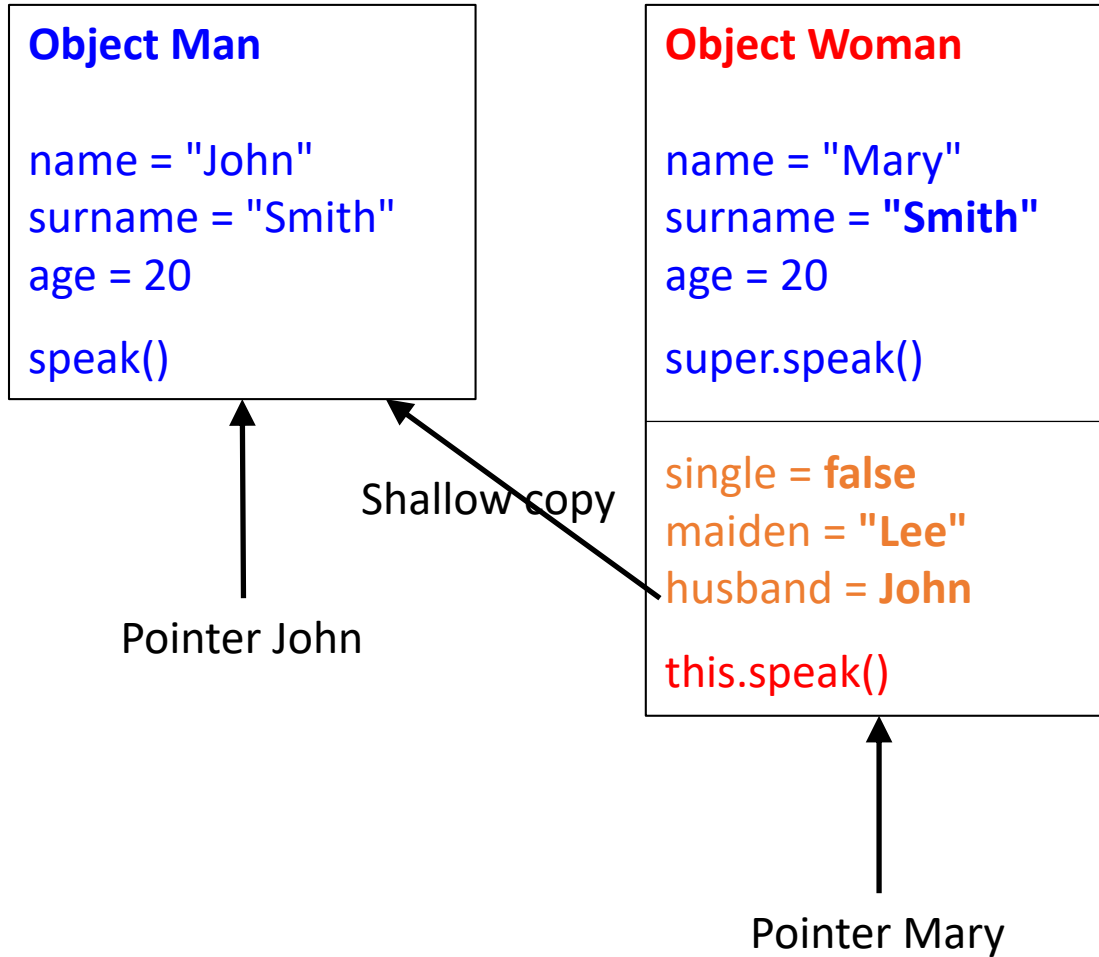 Object Man
name = "John"
surname = "Smith"
age = 20
speak()
Pointer John
Shallow copy
Object Woman
name = "Mary"
surname = "Smith"
age = 20
super.speak()
single = false
maiden = "Lee"
husband = John
this.speak()
Pointer Mary